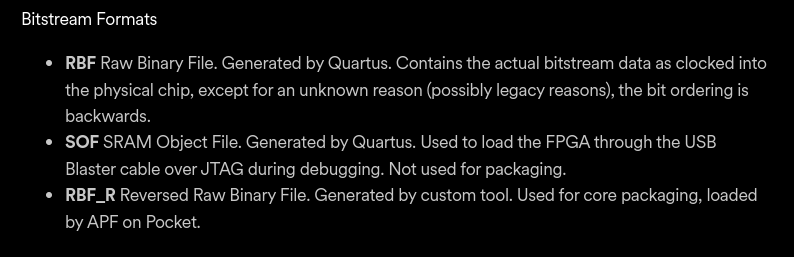 Bitstream Formats
• RBF Raw Binary File. Generated by Quartus. Contains the actual bitstream data as clocked into
the physical chip, except for an unknown reason (possibly legacy reasons), the bit ordering is
backwards.
• SOF SRAM Object File. Generated by Quartus. Used to load the FPGA through the USB
Blaster cable over JTAG during debugging. Not used for packaging.
• RBF_R Reversed Raw Binary File. Generated by custom tool. Used for core packaging, loaded
by APF on Pocket.